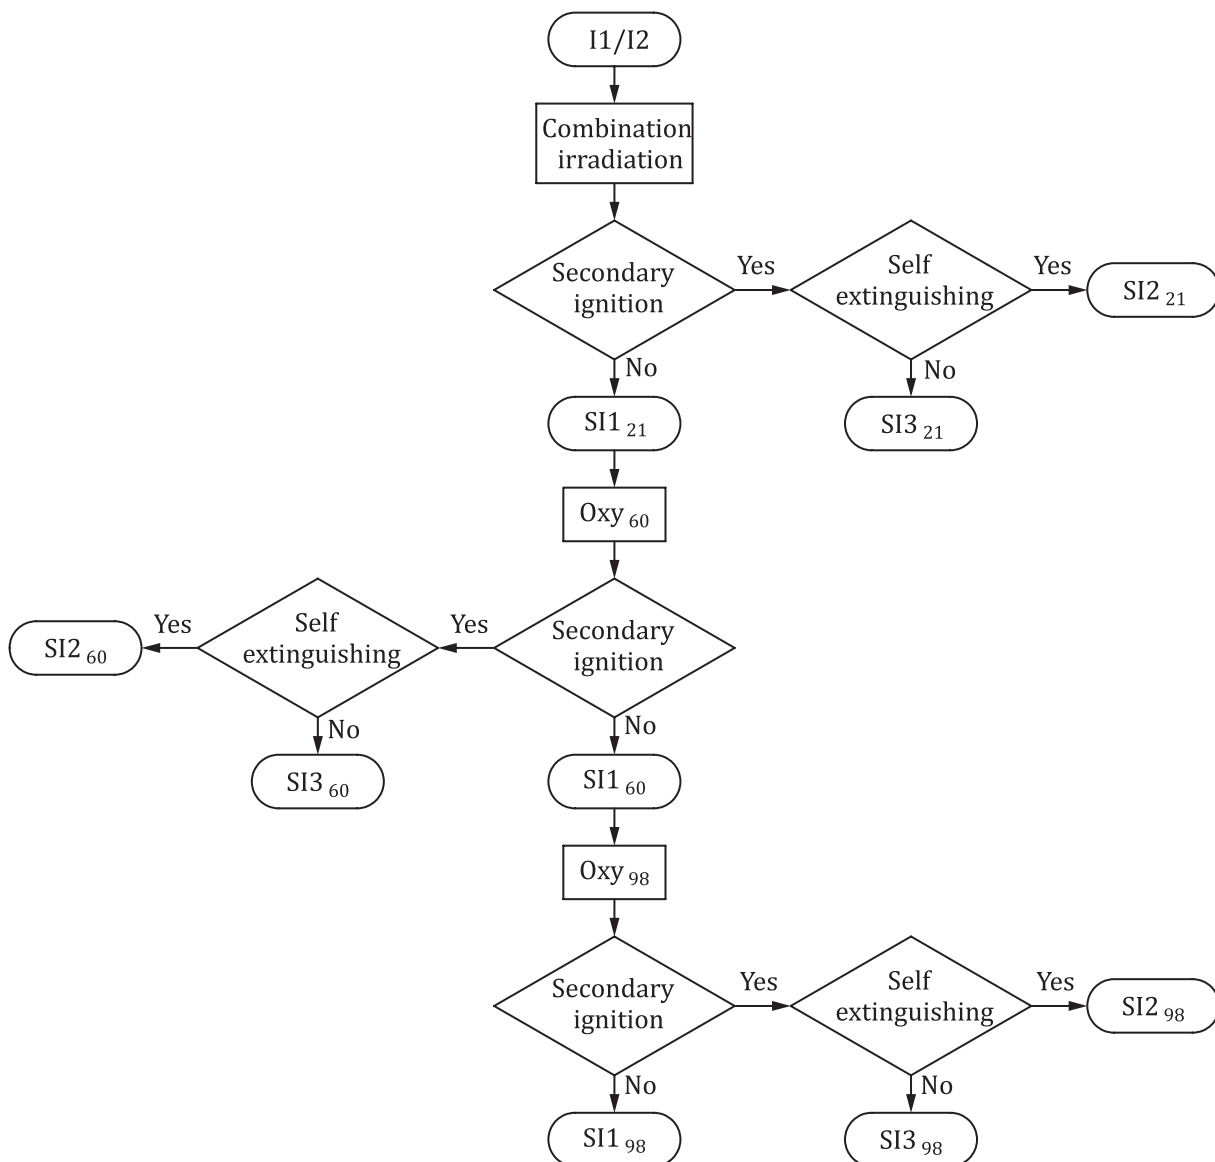 I1/I2
Combination
irradiation
Secondary
ignition
Yes
Self
extinguishing
Yes
SI2 21
No
No
SI1 21
SI3 21
Oxy 60
SI2 60
Yes
Self
extinguishing
Yes
Secondary
ignition
No
No
SI3 60
SI1 60
Oxy 98
Secondary
ignition
Yes
Self
extinguishing
Yes
SI2 98
No
No
SI1 98
SI3 98